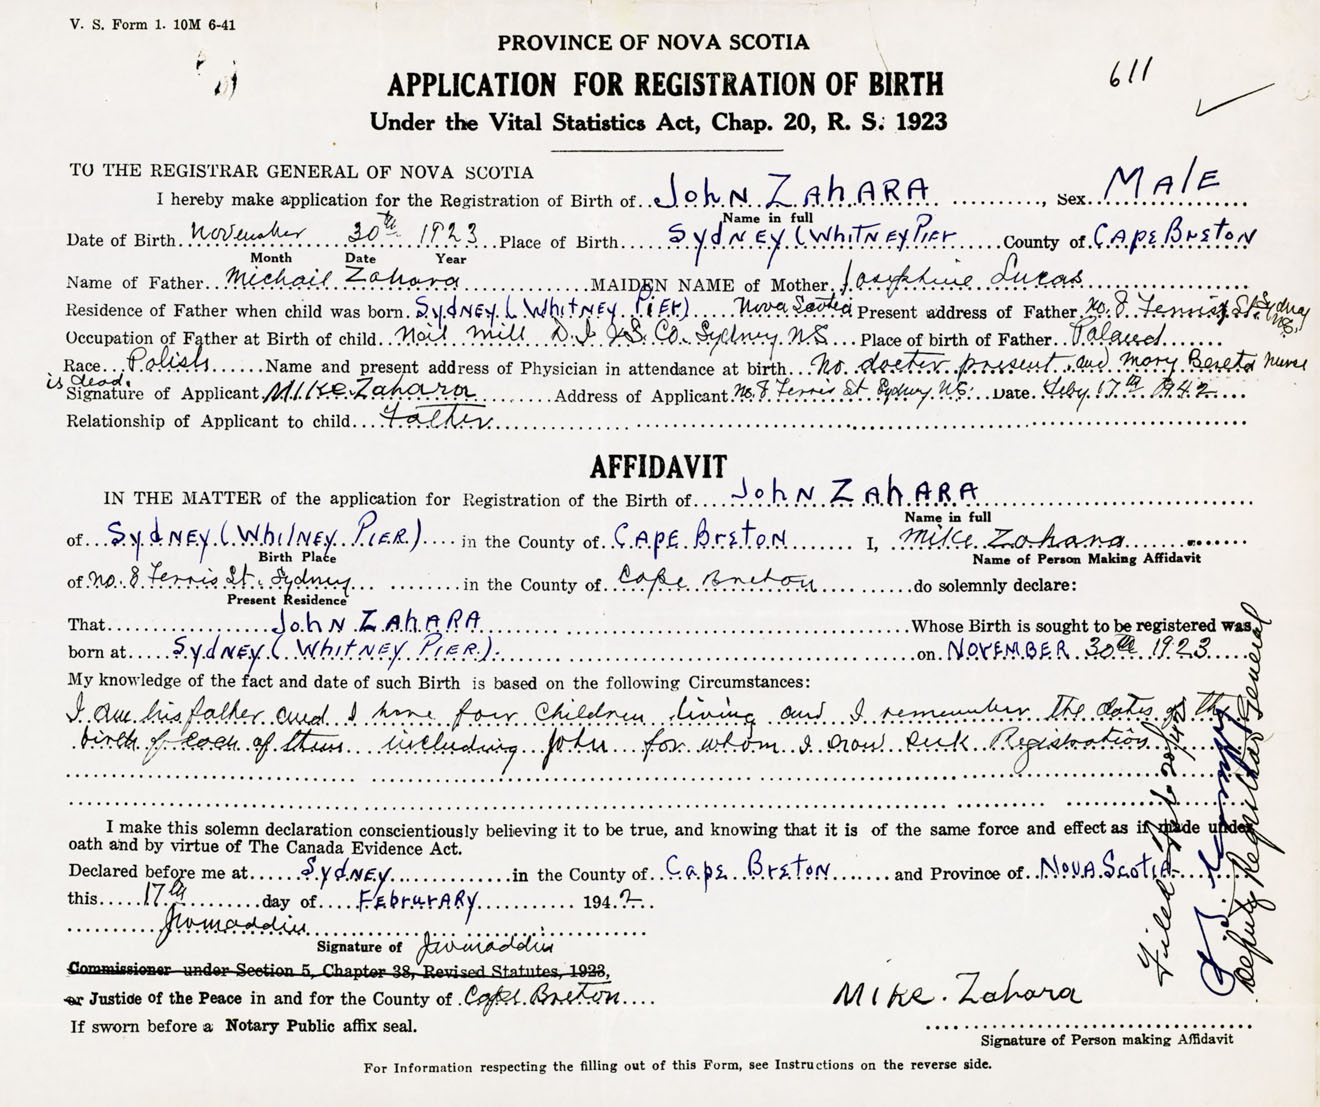 V. S. Form 1. 10M 6-41
PROVINCE OF NOVA SCOTIA
611
APPLICATION FOR REGISTRATION OF BIRTH
Under the Vital Statistics Act, Chap. 20, R. S. 1923
TO THE REGISTRAR GENERAL OF NOVA SCOTIA
I hereby make application for the Registration of Birth of John ZAHARA, Sex MAlE
Name in full
Date of Birth November 30th 1923 Place of Birth SydNEy (WhitNEy PiEr County of CApE BrEtoN
Month Date Year
Name of Father Michail Zahara MAIDEN NAME of Mother Josephine Lucas
Residence of Father when child was born SydNEy (WhitNEy PiEr) Nova Scotia Present address of Father No. 8 Ferris St. Sydney N.S.
Occupation of Father at Birth of child Nail mill D. I. & S. Co. Sydney N.S. Place of birth of Father Poland
Race Polish Name and present address of Physician in attendance at birth No doctor present and Mary Bereta Nurse
is dead.
Signature of Applicant MIKE Zahara Address of Applicant No. 8 Ferris St Sydney N.S. Date Feby 17th 1942
Relationship of Applicant to child Father
AFFIDAVIT
IN THE MATTER of the application for Registration of the Birth of John ZAhARA
Name in full
of SydNEy (WhitNEy PiER) in the County of CApE BrEtoN I, Mike Zahara
Birth Place Name of Person Making Affidavit
of No. 8 Ferris St. Sydney in the County of Cape Breton do solemnly declare:
Present Residence
That John ZAHARA Whose Birth is sought to be registered was
born at SydNEy (WhitNEy PiER). on NOVEMBER 30th 1923
My knowledge of the fact and date of such Birth is based on the following Circumstances:
I am his father and I have four children living and I remember the dates of the
birth of each of them including John for whom I now seek Registration
I make this solemn declaration conscientiously believing it to be true, and knowing that it is of the same force and effect as if made under
oath and by virtue of The Canada Evidence Act.
Declared before me at SydNEy in the County of CapE BrEtoN and Province of NoVA Scotia
this 17th day of FEbrurARy 1942
Signature of
Commissioner under Section 5, Chapter 38, Revised Statutes, 1923,
or Justice of the Peace in and for the County of Cape Breton
MIKE Zahara
If sworn before a Notary Public affix seal.
Signature of Person making Affidavit
For Information respecting the filling out of this Form, see Instructions on the reverse side.
Filed Feb. 20/42
Deputy Registrar General